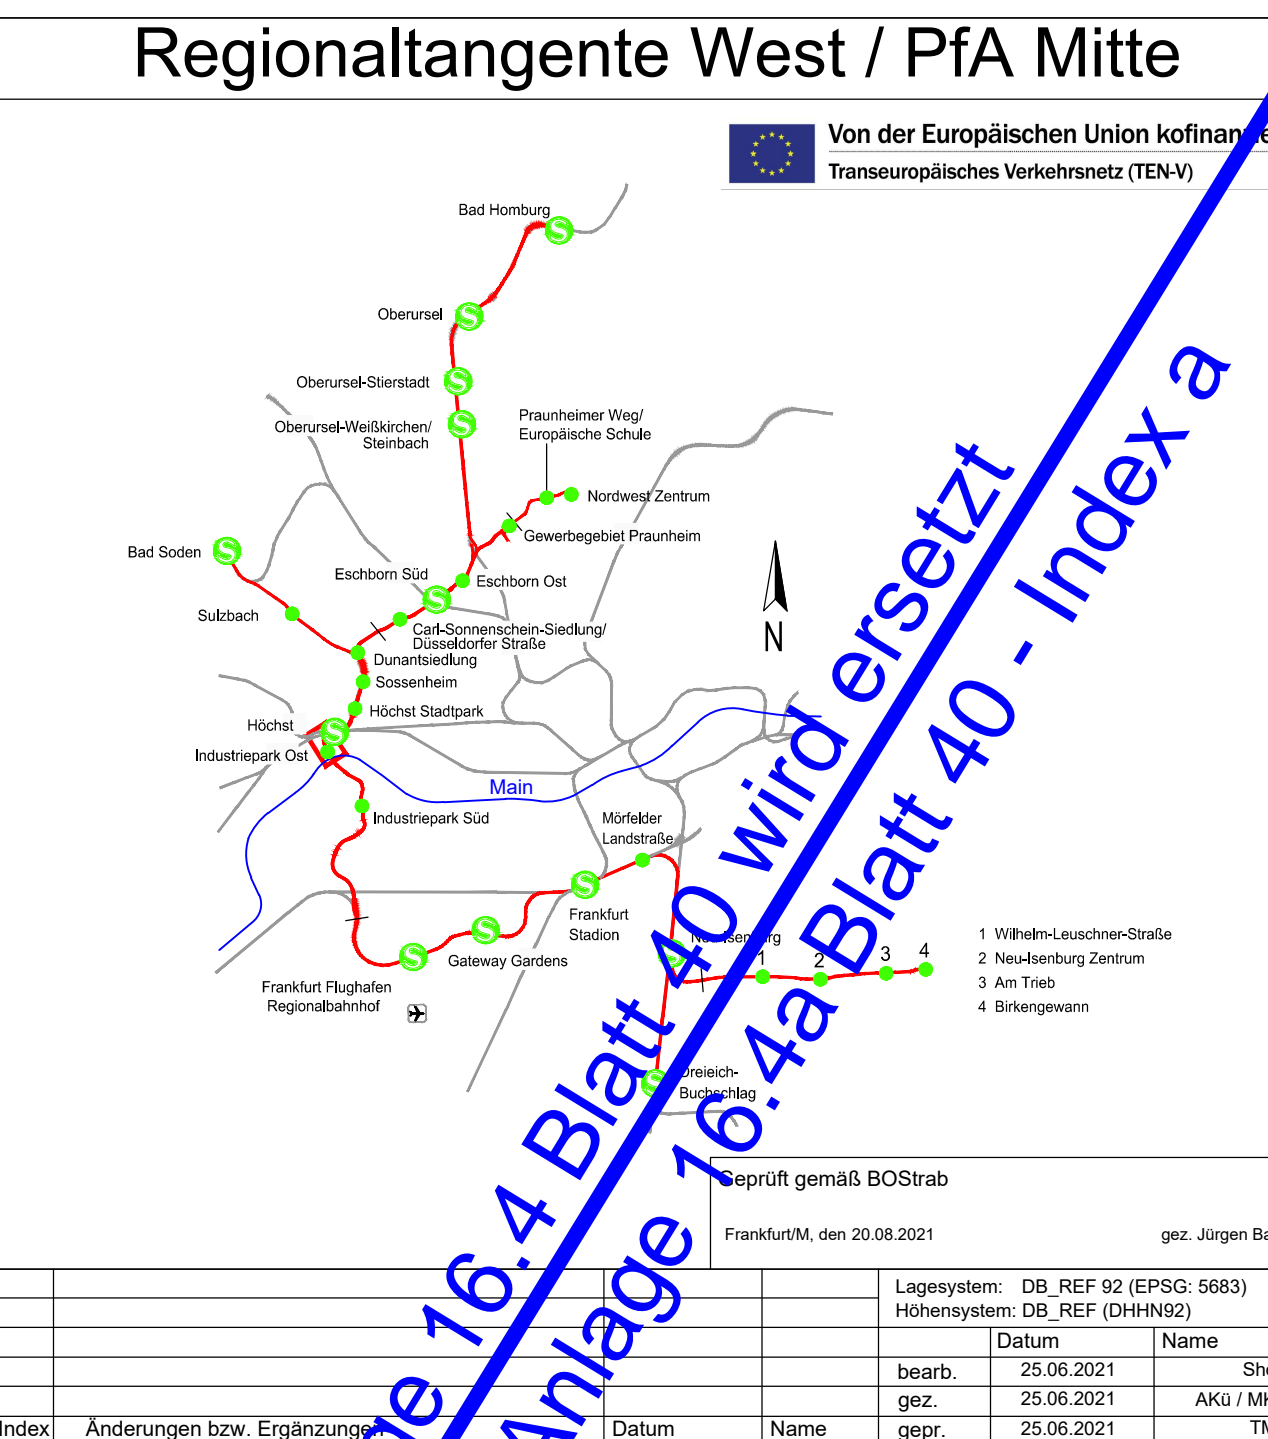 Regionaltangente West / PfA Mitte
Von der Europäischen Union
Transeuropäisches Verkehrsnetz (TEN-V)
Bad Homburg
Oberursel
Oberursel-Stierstadt
Oberursel-Weißkirchen/
Steinbach
Praunheimer Weg/
Europäische Schule
Nordwest Zentrum
Gewerbegebiet Praunheim
Bad Soden
Eschborn Süd
Eschborn Ost
Sulzbach
Carl-Sonnenschein-Siedlung/
Düsseldorfer Straße
Dunantsiedlung
Sossenheim
Höchst Stadtpark
Höchst
Industriepark Ost
N
Main
Industriepark Süd
Mörfelder
Landstraße
Frankfurt
Stadion
Gateway Gardens
Frankfurt Flughafen
Regionalbahnhof
Neu-Isenburg
1
2
3
4
1 Wilhelm-Leuschner-Straße
2 Neu-Isenburg Zentrum
3 Am Trieb
4 Birkengewann
Dreieich-
Buchschlag
16.4 Blatt 40 wird ersetzt
Anlage 16.4a Blatt 40 - Index a
Geprüft gemäß BOStrab
Frankfurt/M, den 20.08.2021 gez. Jürgen
Lagesystem: DB_REF 92 (EPSG: 5683)
Höhensystem: DB_REF (DHHN92)
Datum Name
bearb. 25.06.2021
gez. 25.06.2021 AKü /
Index Änderungen bzw. Ergänzungen Datum Name gepr. 25.06.2021